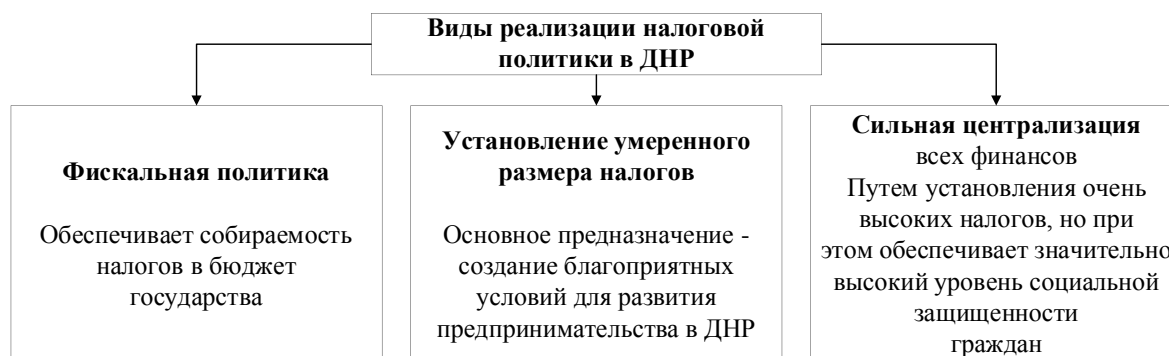 Виды реализации налоговой
политики в ДНР
Фискальная политика
Обеспечивает собираемость
налогов в бюджет
государства
Установление умеренного
размера налогов
Основное предназначение -
создание благоприятных
условий для развития
предпринимательства в ДНР
Сильная централизация
всех финансов
Путем установления очень
высоких налогов, но при
этом обеспечивает значительно
высокий уровень социальной
защищенности
граждан